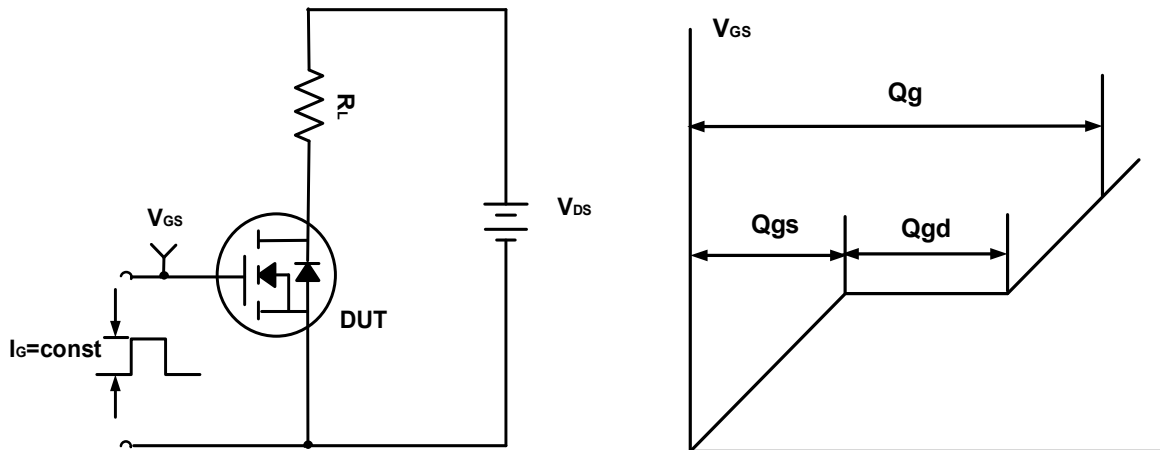 VGS
Qg
RL
VGS
VDS
Qgs
Qgd
DUT
IG=const